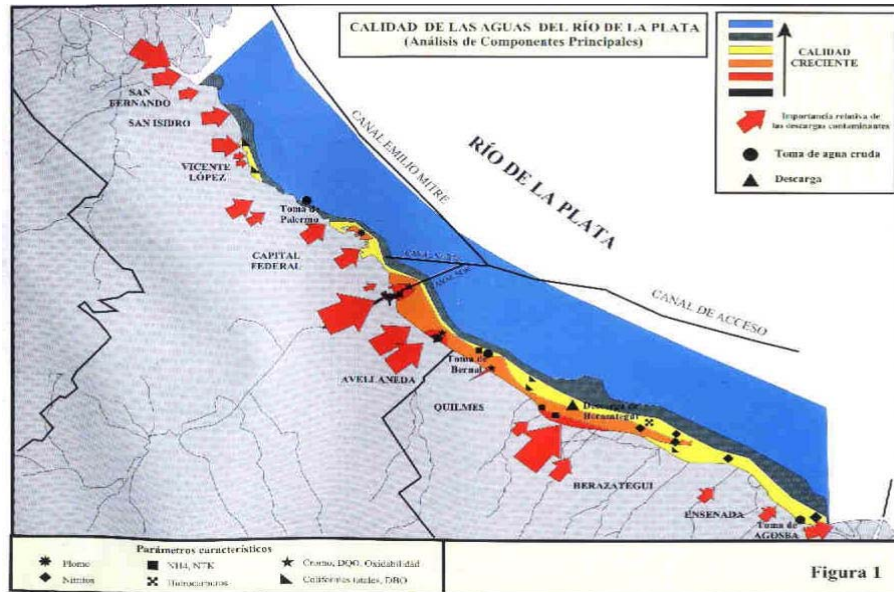 CALIDAD DE LAS AGUAS DEL RÍO DE LA PLATA
(Análisis de Componentes Principales)
CALIDAD
CRECIENTE
Importancia relativa de
las descargas contaminantes
Toma de agua cruda
Descarga
SAN
FERNANDO
SAN ISIDRO
VICENTE
LÓPEZ
CANAL EMILIO MITRE
RÍO DE LA PLATA
Toma de
Palermo
CAPITAL
FEDERAL
CANAL DE ACCESO
AVELLANEDA
Toma de
Bernal
QUILMES
Descarga de
Berazategui
BERAZATEGUI
ENSENADA
Toma de
AGOSBA
Parámetros característicos
Plomo
NH4, NTK
Cromo, DQO, Oxidabilidad
Nitritos
Hidrocarburos
Coliformes totales, DBO
Figura 1